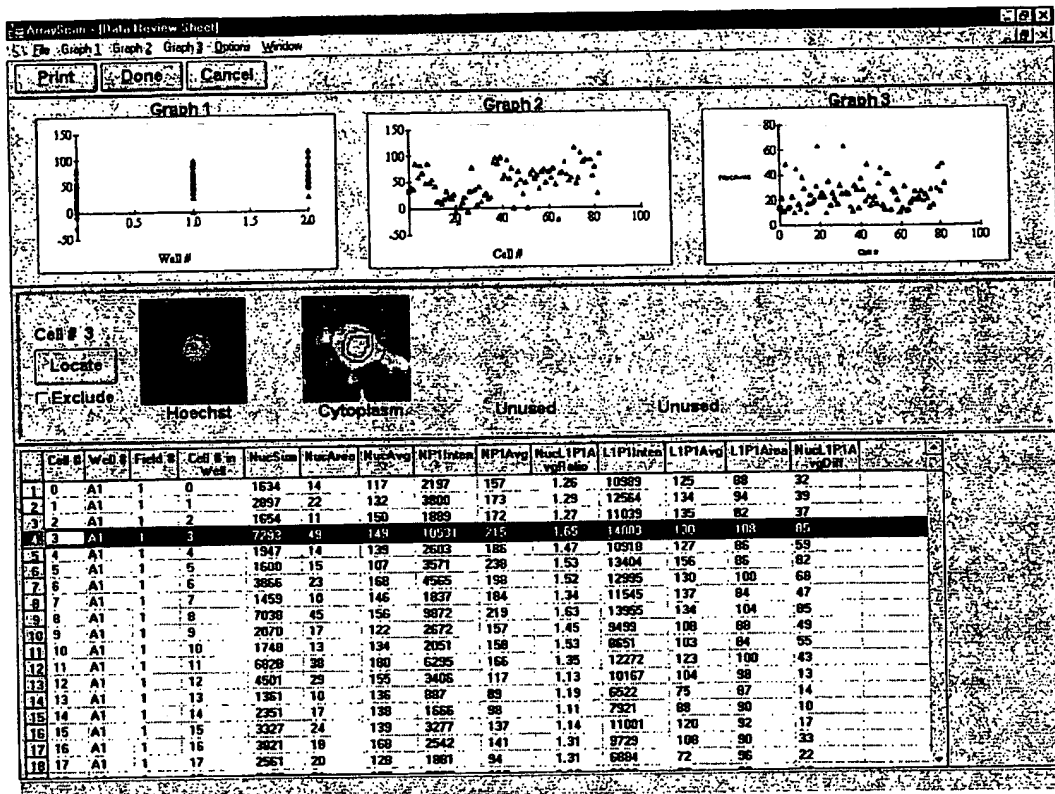 ArrayScan - [Data Review Sheet]
File Graph 1 Graph 2 Graph 3 Options Window
Print Done Cancel
Graph 1
150
100
50
0
-50
0.5 1.0 1.5 2.0
Well #
Graph 2
150
100
50
0
-50
20 40 60 80 100
Cell #
Graph 3
80
60
40
20
0
0 20 40 60 80 100
Cell #
Cell # 3
Locate
Exclude
Hoechst Cytoplasm Unused Unused
Cell # Well # Field # Cell # in Well NucSize NucArea NucAvg NP1Inten NP1Avg NucL1P1AvgRatio L1P1Inten L1P1Avg L1P1Area NucL1P1AvgDiff
1 0 A1 1 0 1634 14 117 2197 157 1.26 10989 125 88 32
2 1 A1 1 1 2897 22 132 3800 173 1.29 12564 134 94 39
3 2 A1 1 2 1654 11 150 1889 172 1.27 11039 135 82 37
4 3 A1 1 3 7293 49 149 10531 215 1.65 14003 130 108 85
5 4 A1 1 4 1947 14 139 2603 186 1.47 10918 127 86 59
6 5 A1 1 5 1600 15 107 3571 238 1.53 13404 156 86 82
7 6 A1 1 6 3866 23 168 4565 198 1.52 12995 130 100 68
8 7 A1 1 7 1459 10 146 1837 184 1.34 11545 137 84 47
9 8 A1 1 8 7038 45 156 9872 219 1.63 13955 134 104 85
10 9 A1 1 9 2070 17 122 2672 157 1.45 9499 108 88 49
11 10 A1 1 10 1748 13 134 2051 158 1.53 8651 103 84 55
12 11 A1 1 11 6828 38 180 6295 166 1.35 12272 123 100 43
13 12 A1 1 12 4501 29 155 3406 117 1.13 10167 104 98 13
14 13 A1 1 13 1361 10 136 887 89 1.19 6522 75 87 14
15 14 A1 1 14 2351 17 138 1666 98 1.11 7921 88 90 10
16 15 A1 1 15 3327 24 139 3277 137 1.14 11001 120 92 17
17 16 A1 1 16 3021 18 168 2542 141 1.31 9729 108 90 33
18 17 A1 1 17 2561 20 128 1881 94 1.31 6884 72 96 22